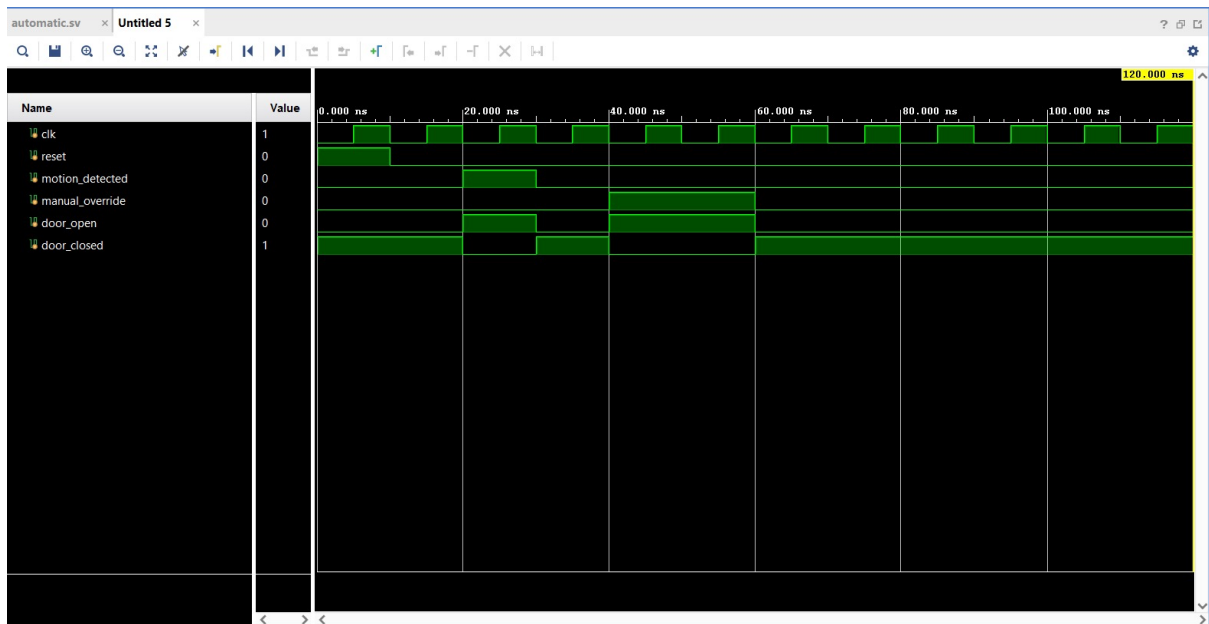 automatic.sv × Untitled 5 ×
?
120.000 ns
Name Value
0.000 ns 20.000 ns 40.000 ns 60.000 ns 80.000 ns 100.000 ns
clk 1
reset 0
motion_detected 0
manual_override 0
door_open 0
door_closed 1